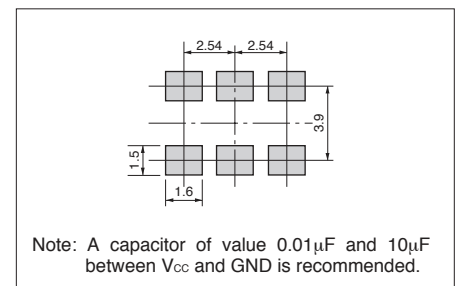 2.54 2.54
3.9
1.5
1.6
Note: A capacitor of value 0.01μF and 10μF
between Vcc and GND is recommended.